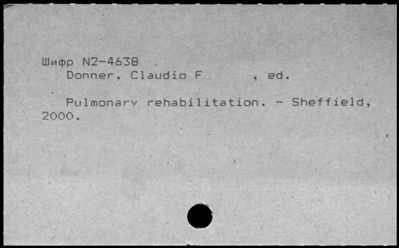 Шифр N2-4638
Donner, Claudio F , ed.
Pulmonary rehabilitation. - Sheffield,
2000.